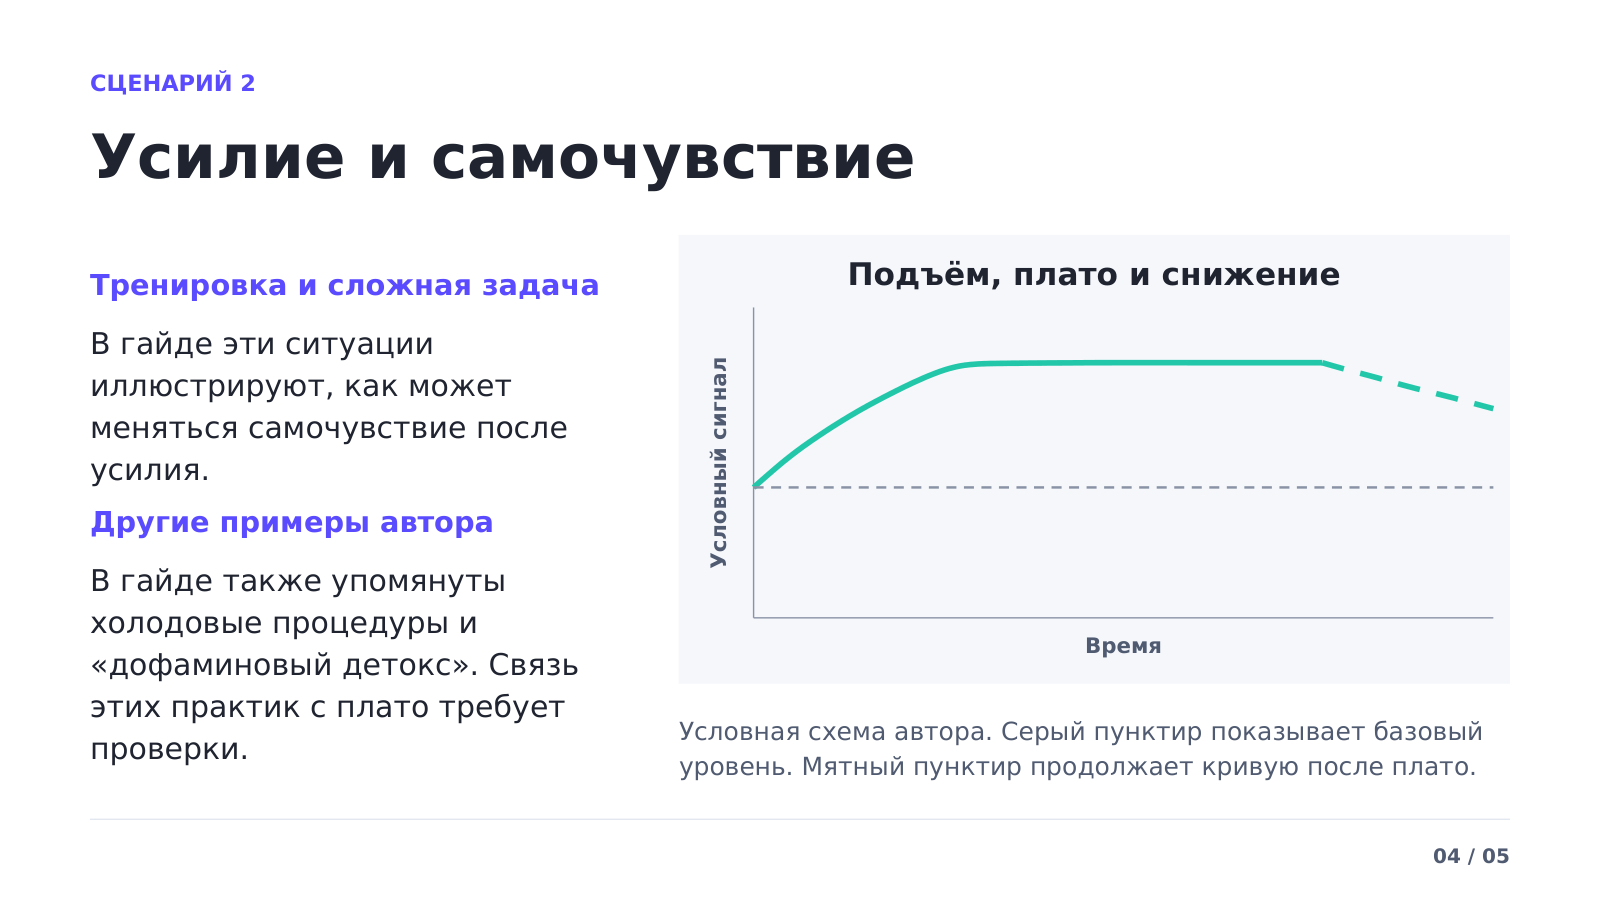 СЦЕНАРИЙ 2
Усилие и самочувствие
Тренировка и сложная задача
В гайде эти ситуации
иллюстрируют, как может
меняться самочувствие после
усилия.
Другие примеры автора
В гайде также упомянуты
холодовые процедуры и
«дофаминовый детокс». Связь
этих практик с плато требует
проверки.
Подъём, плато и снижение
Условный сигнал
Время
Условная схема автора. Серый пунктир показывает базовый
уровень. Мятный пунктир продолжает кривую после плато.
04 / 05